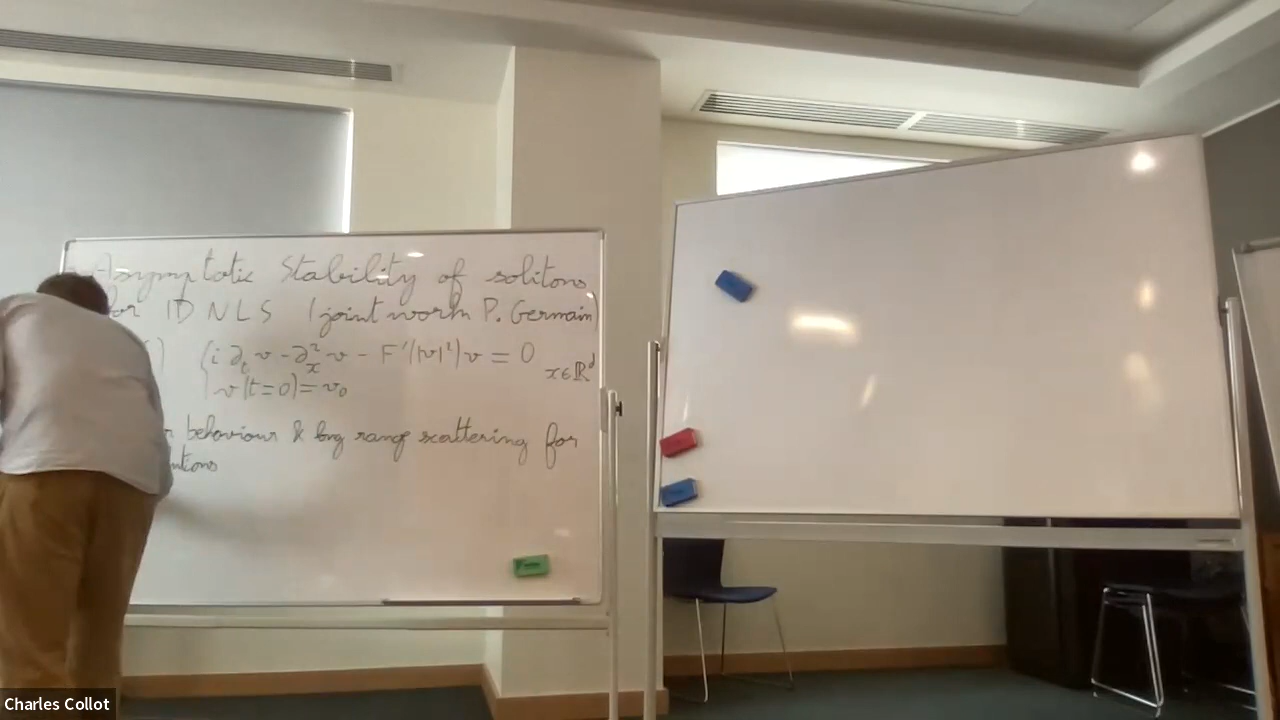 Asymptotic Stability of solitons
for 1D NLS (joint work P. Germain)
{ i ∂_t v - ∂_x^2 v - F'(|v|^2) v = 0 x ∈ ℝ^d
v(t=0) = v_0
behaviour & long range scattering for
Charles Collot